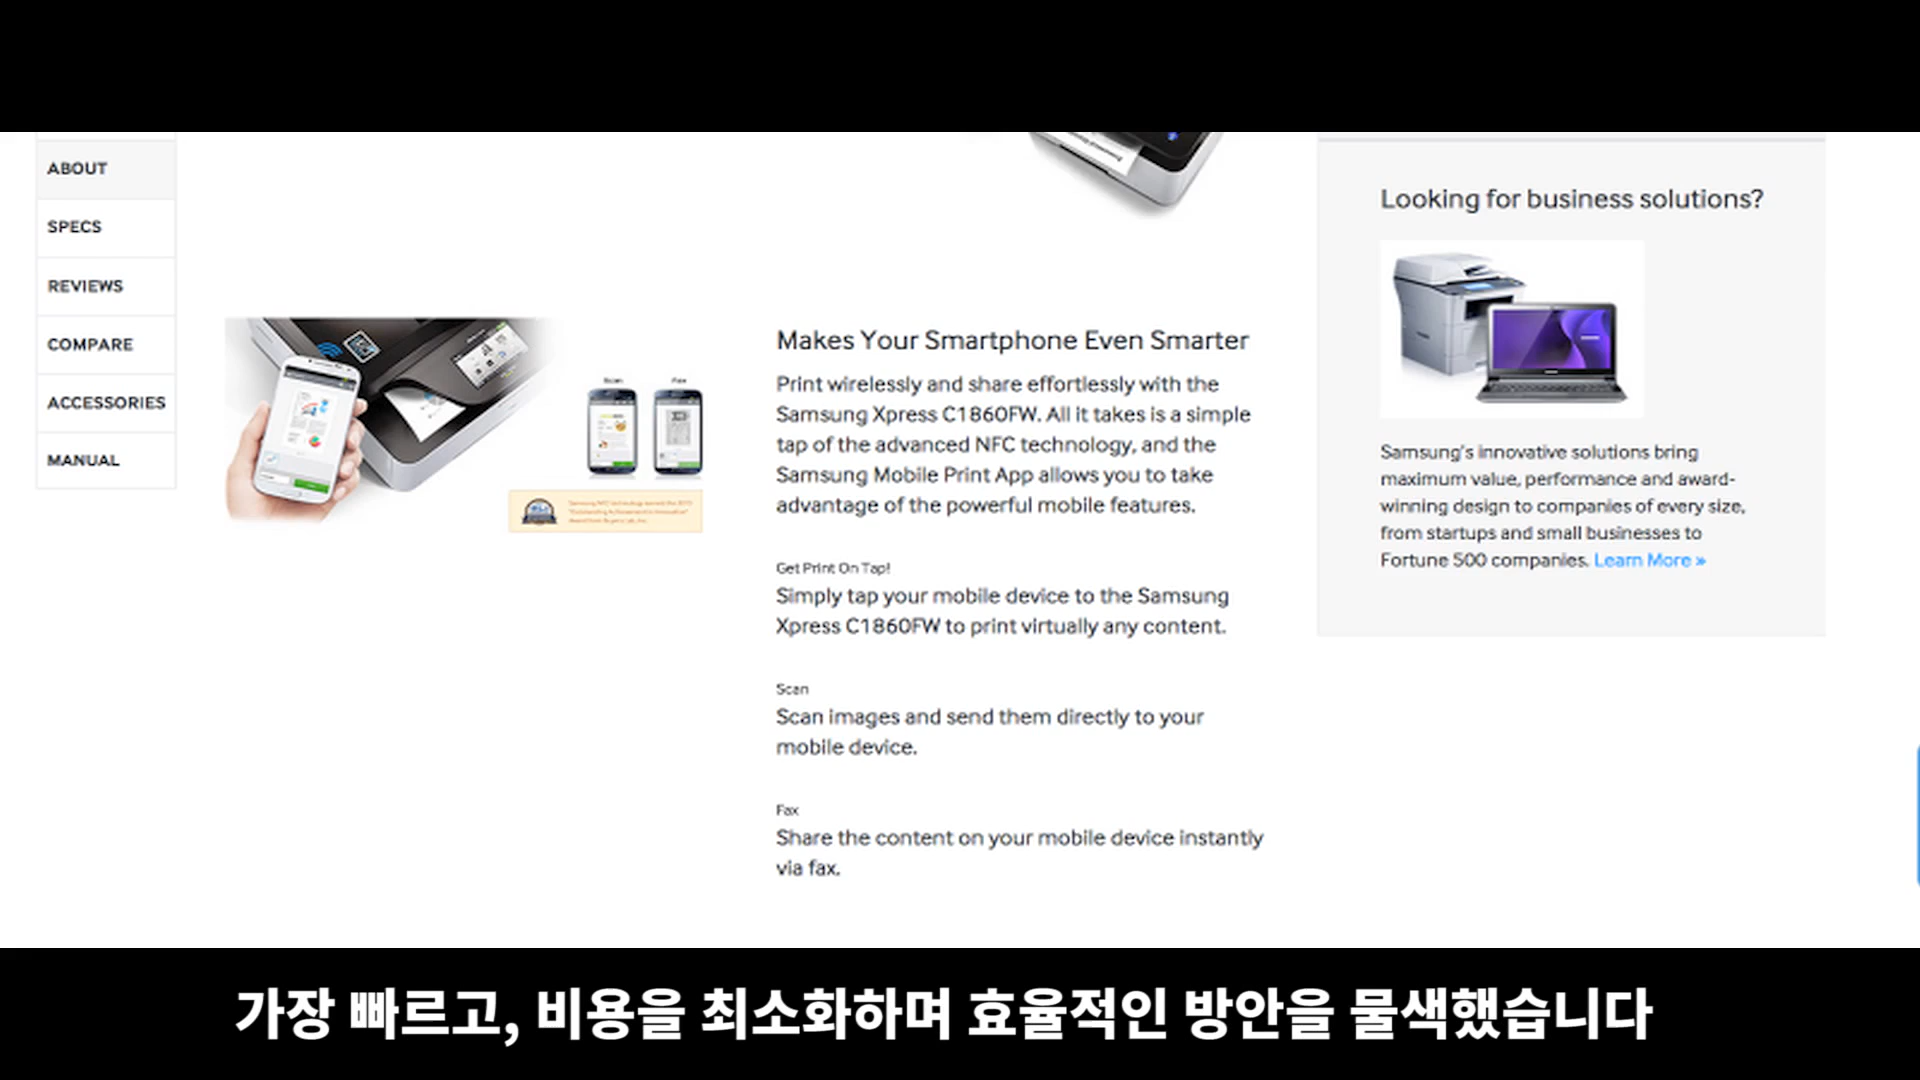 ABOUT
SPECS
REVIEWS
COMPARE
ACCESSORIES
MANUAL
Scan
Fax
Makes Your Smartphone Even Smarter
Print wirelessly and share effortlessly with the
Samsung Xpress C1860FW. All it takes is a simple
tap of the advanced NFC technology, and the
Samsung Mobile Print App allows you to take
advantage of the powerful mobile features.
Get Print On Tap!
Simply tap your mobile device to the Samsung
Xpress C1860FW to print virtually any content.
Scan
Scan images and send them directly to your
mobile device.
Fax
Share the content on your mobile device instantly
via fax.
Looking for business solutions?
Samsung's innovative solutions bring
maximum value, performance and award-
winning design to companies of every size,
from startups and small businesses to
Fortune 500 companies. Learn More »
가장 빠르고, 비용을 최소화하며 효율적인 방안을 물색했습니다